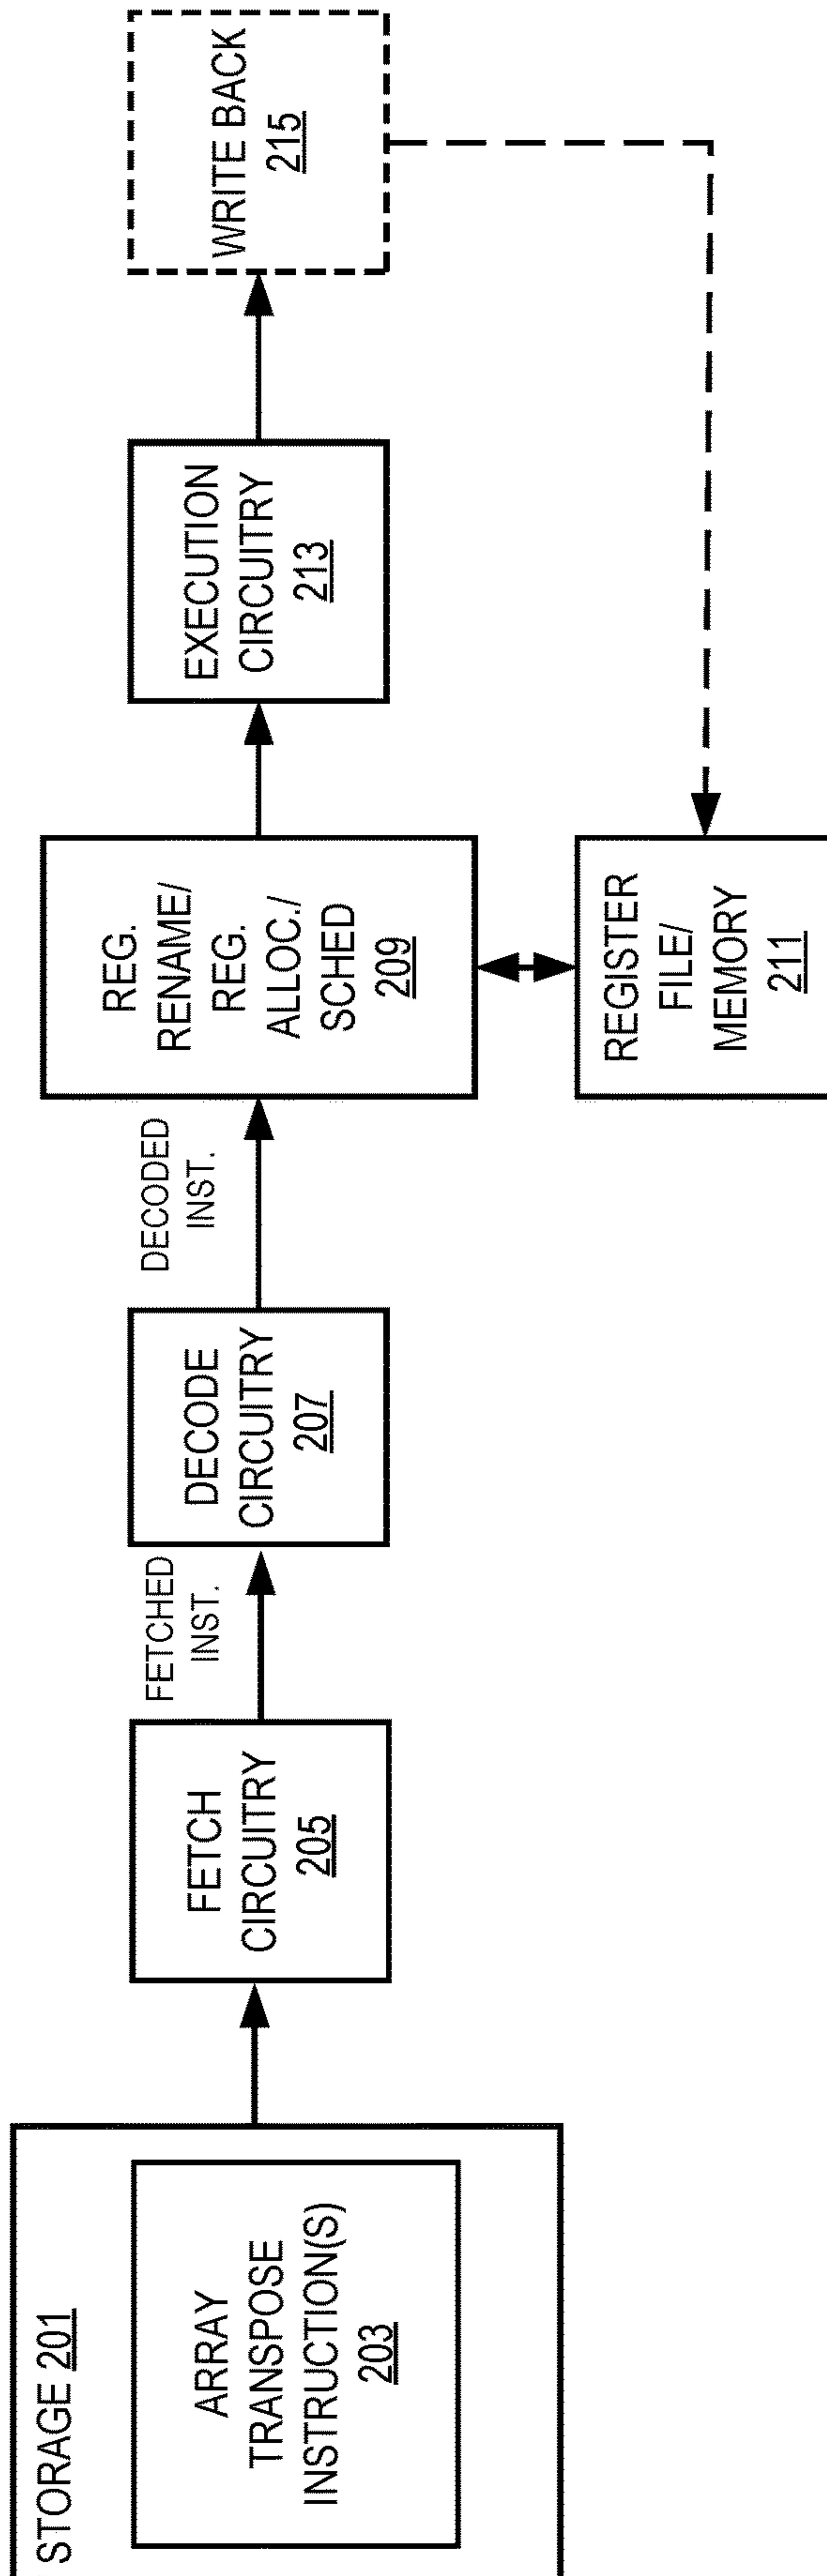 STORAGE 201
ARRAY
TRANSPOSE
INSTRUCTION(S)
203
FETCH
CIRCUITRY
205
FETCHED
INST.
DECODE
CIRCUITRY
207
DECODED
INST.
REG.
RENAME/
REG.
ALLOC./
SCHED
209
REGISTER
FILE/
MEMORY
211
EXECUTION
CIRCUITRY
213
WRITE BACK
215